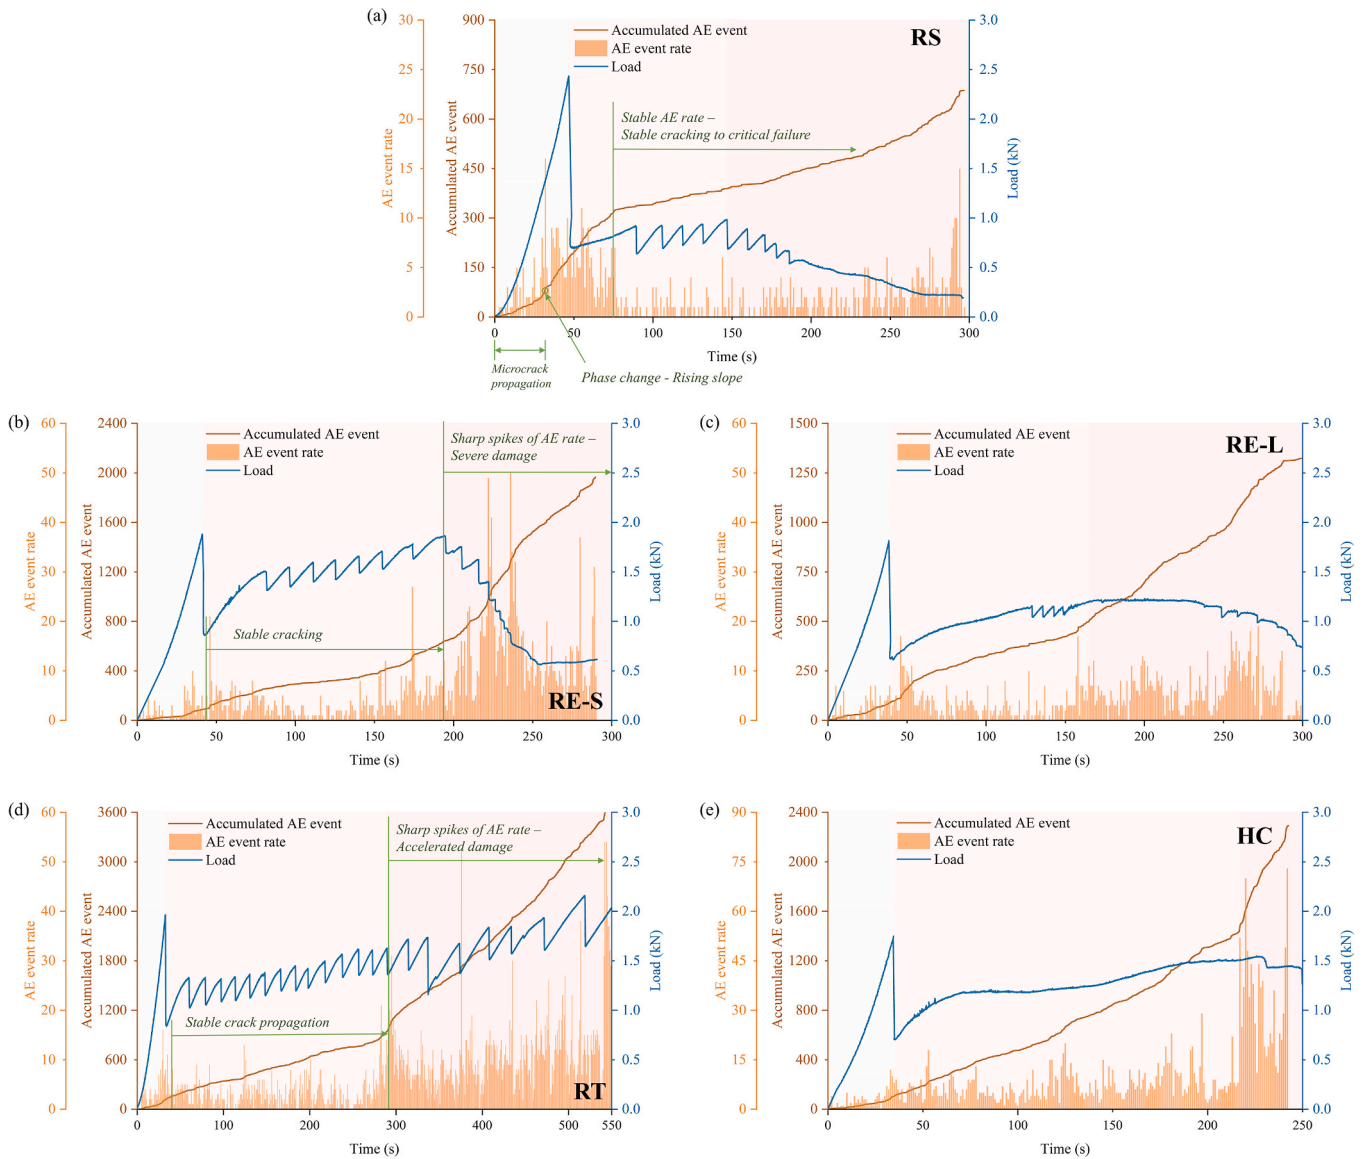 (a)
RS
Accumulated AE event
AE event rate
Load
Stable AE rate –
Stable cracking to critical failure
30
25
20
15
10
5
0
AE event rate
900
750
600
450
300
150
0
Accumulated AE event
3.0
2.5
2.0
1.5
1.0
0.5
0.0
Load (kN)
0 50 100 150 200 250 300
Time (s)
Microcrack
propagation
Phase change - Rising slope
(b)
Accumulated AE event
AE event rate
Load
Sharp spikes of AE rate –
Severe damage
Stable cracking
RE-S
60
50
40
30
20
10
0
AE event rate
2400
2000
1600
1200
800
400
0
Accumulated AE event
3.0
2.5
2.0
1.5
1.0
0.5
0.0
Load (kN)
0 50 100 150 200 250 300
Time (s)
(c)
Accumulated AE event
AE event rate
Load
RE-L
60
50
40
30
20
10
0
AE event rate
1500
1250
1000
750
500
250
0
Accumulated AE event
3.0
2.5
2.0
1.5
1.0
0.5
0.0
Load (kN)
0 50 100 150 200 250 300
Time (s)
(d)
Accumulated AE event
AE event rate
Load
Sharp spikes of AE rate –
Accelerated damage
Stable crack propagation
RT
60
50
40
30
20
10
0
AE event rate
3600
3000
2400
1800
1200
600
0
Accumulated AE event
3.0
2.5
2.0
1.5
1.0
0.5
0.0
Load (kN)
0 100 200 300 400 500 550
Time (s)
(e)
Accumulated AE event
AE event rate
Load
HC
90
75
60
45
30
15
0
AE event rate
2400
2000
1600
1200
800
400
0
Accumulated AE event
3.0
2.5
2.0
1.5
1.0
0.5
0.0
Load (kN)
0 50 100 150 200 250
Time (s)